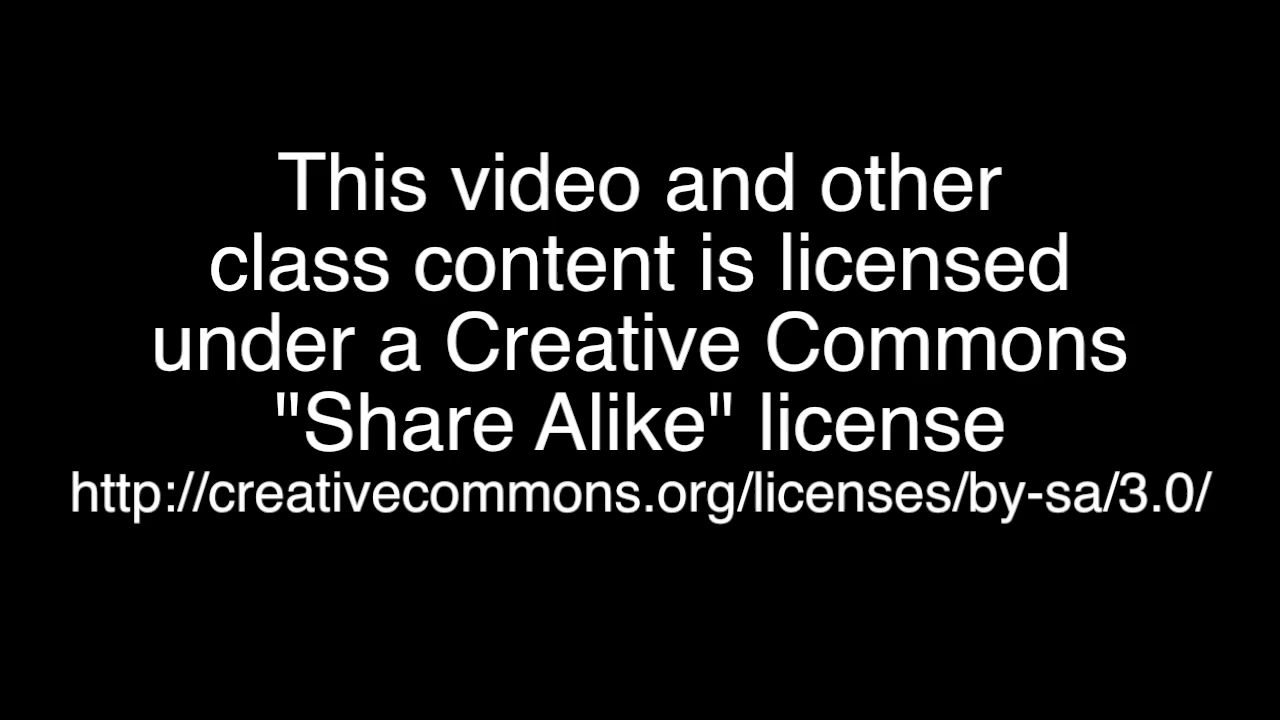 This video and other
class content is licensed
under a Creative Commons
"Share Alike" license
http://creativecommons.org/licenses/by-sa/3.0/